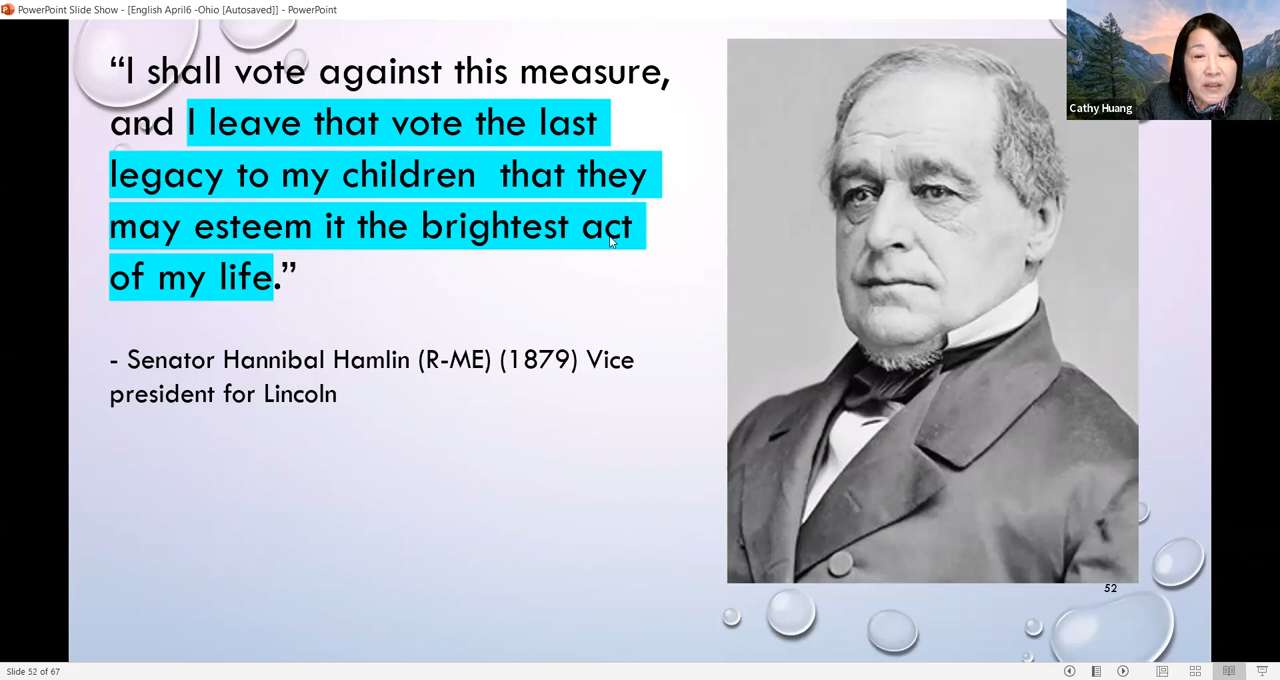 PowerPoint Slide Show - [English April6 -Ohio [Autosaved]] - PowerPoint
“I shall vote against this measure,
and I leave that vote the last
legacy to my children  that they
may esteem it the brightest act
of my life.”
- Senator Hannibal Hamlin (R-ME) (1879) Vice
president for Lincoln
Cathy Huang
52
Slide 52 of 67